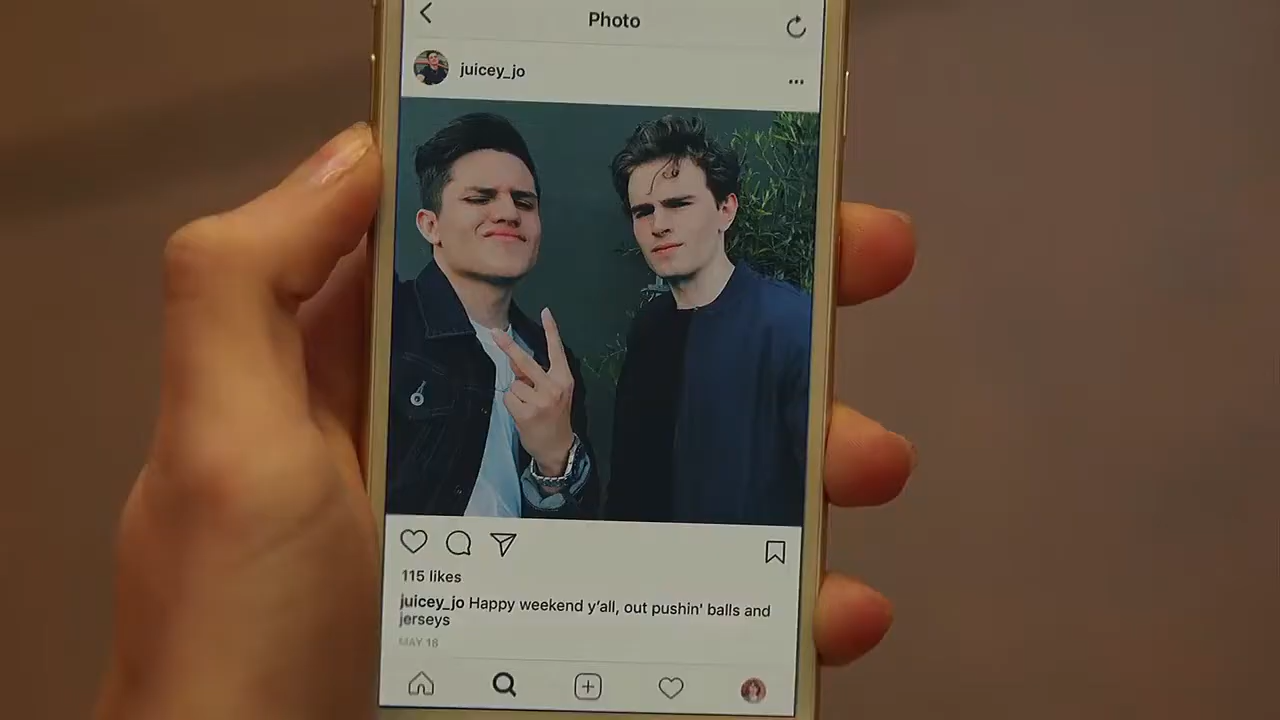 Photo
juicey_jo
115 likes
juicey_jo Happy weekend y'all, out pushin' balls and
jerseys
MAY 18